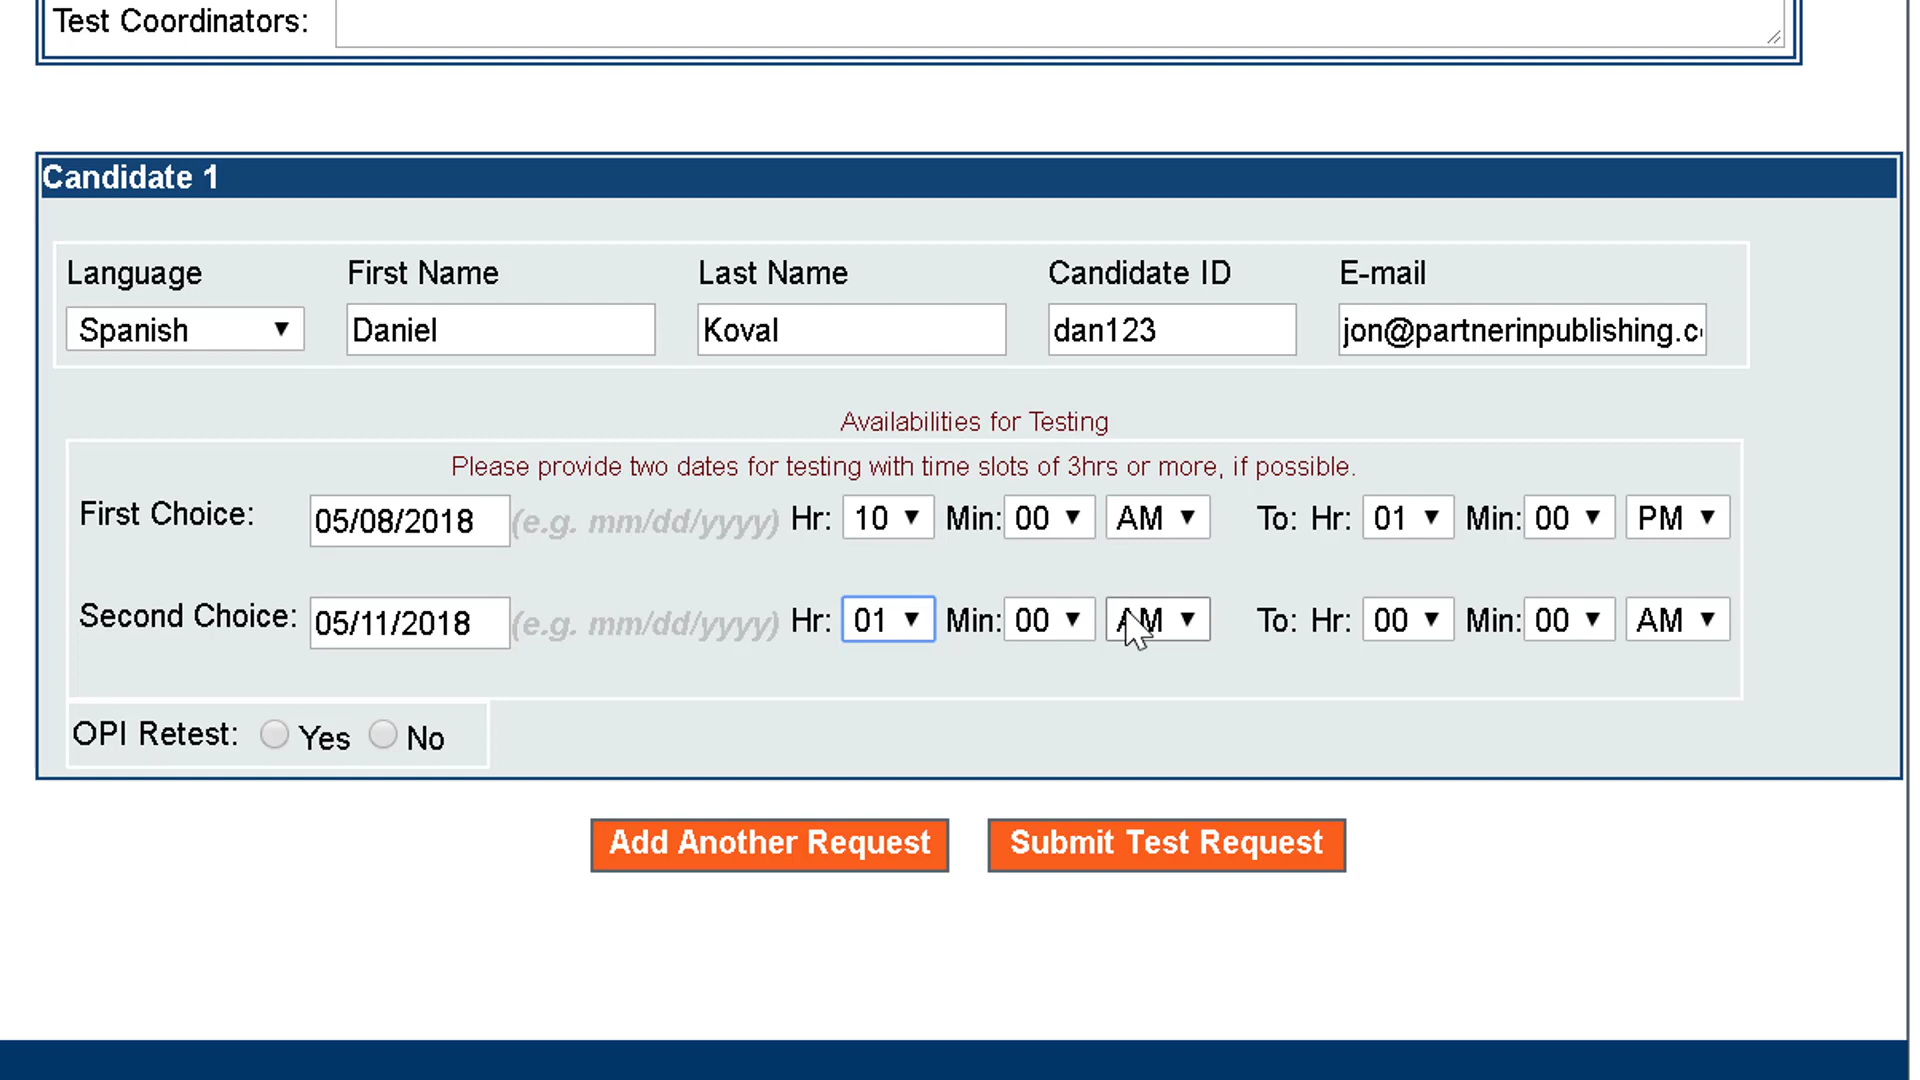 Test Coordinators:
Candidate 1
Language First Name Last Name Candidate ID E-mail
Spanish Daniel Koval dan123 jon@partnerinpublishing.c
Availabilities for Testing
Please provide two dates for testing with time slots of 3hrs or more, if possible.
First Choice: 05/08/2018 (e.g. mm/dd/yyyy) Hr: 10 Min: 00 AM To: Hr: 01 Min: 00 PM
Second Choice: 05/11/2018 (e.g. mm/dd/yyyy) Hr: 01 Min: 00 AM To: Hr: 00 Min: 00 AM
OPI Retest: Yes No
Add Another Request Submit Test Request